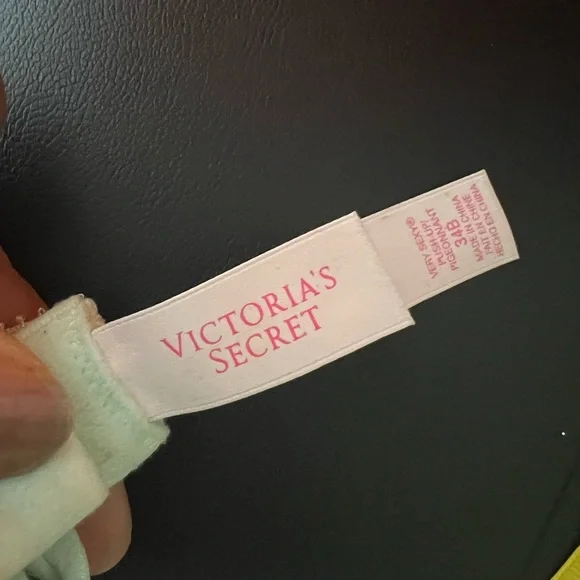 VICTORIA'S
SECRET
VERY SEXY®
PUSH-UP/
PIGEONNANT
34B
MADE IN CHINA
FAIT EN CHINE
HECHO EN CHINA